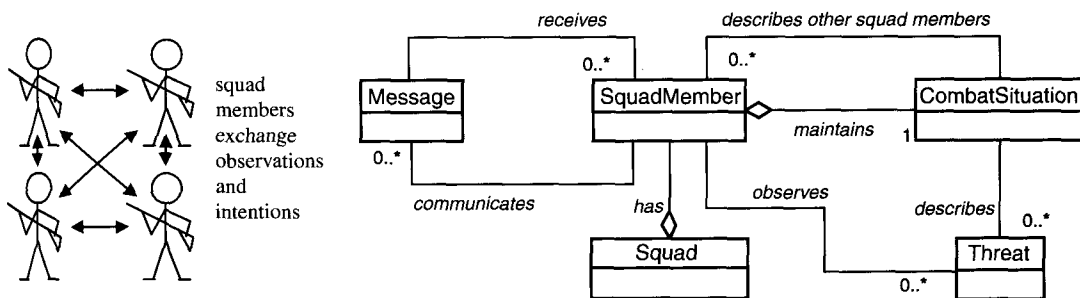 squad
members
exchange
observations
and
intentions
receives
describes other squad members
0..*
0..*
Message
SquadMember
CombatSituation
maintains
1
0..*
communicates
has
observes
describes
0..*
Squad
Threat
0..*